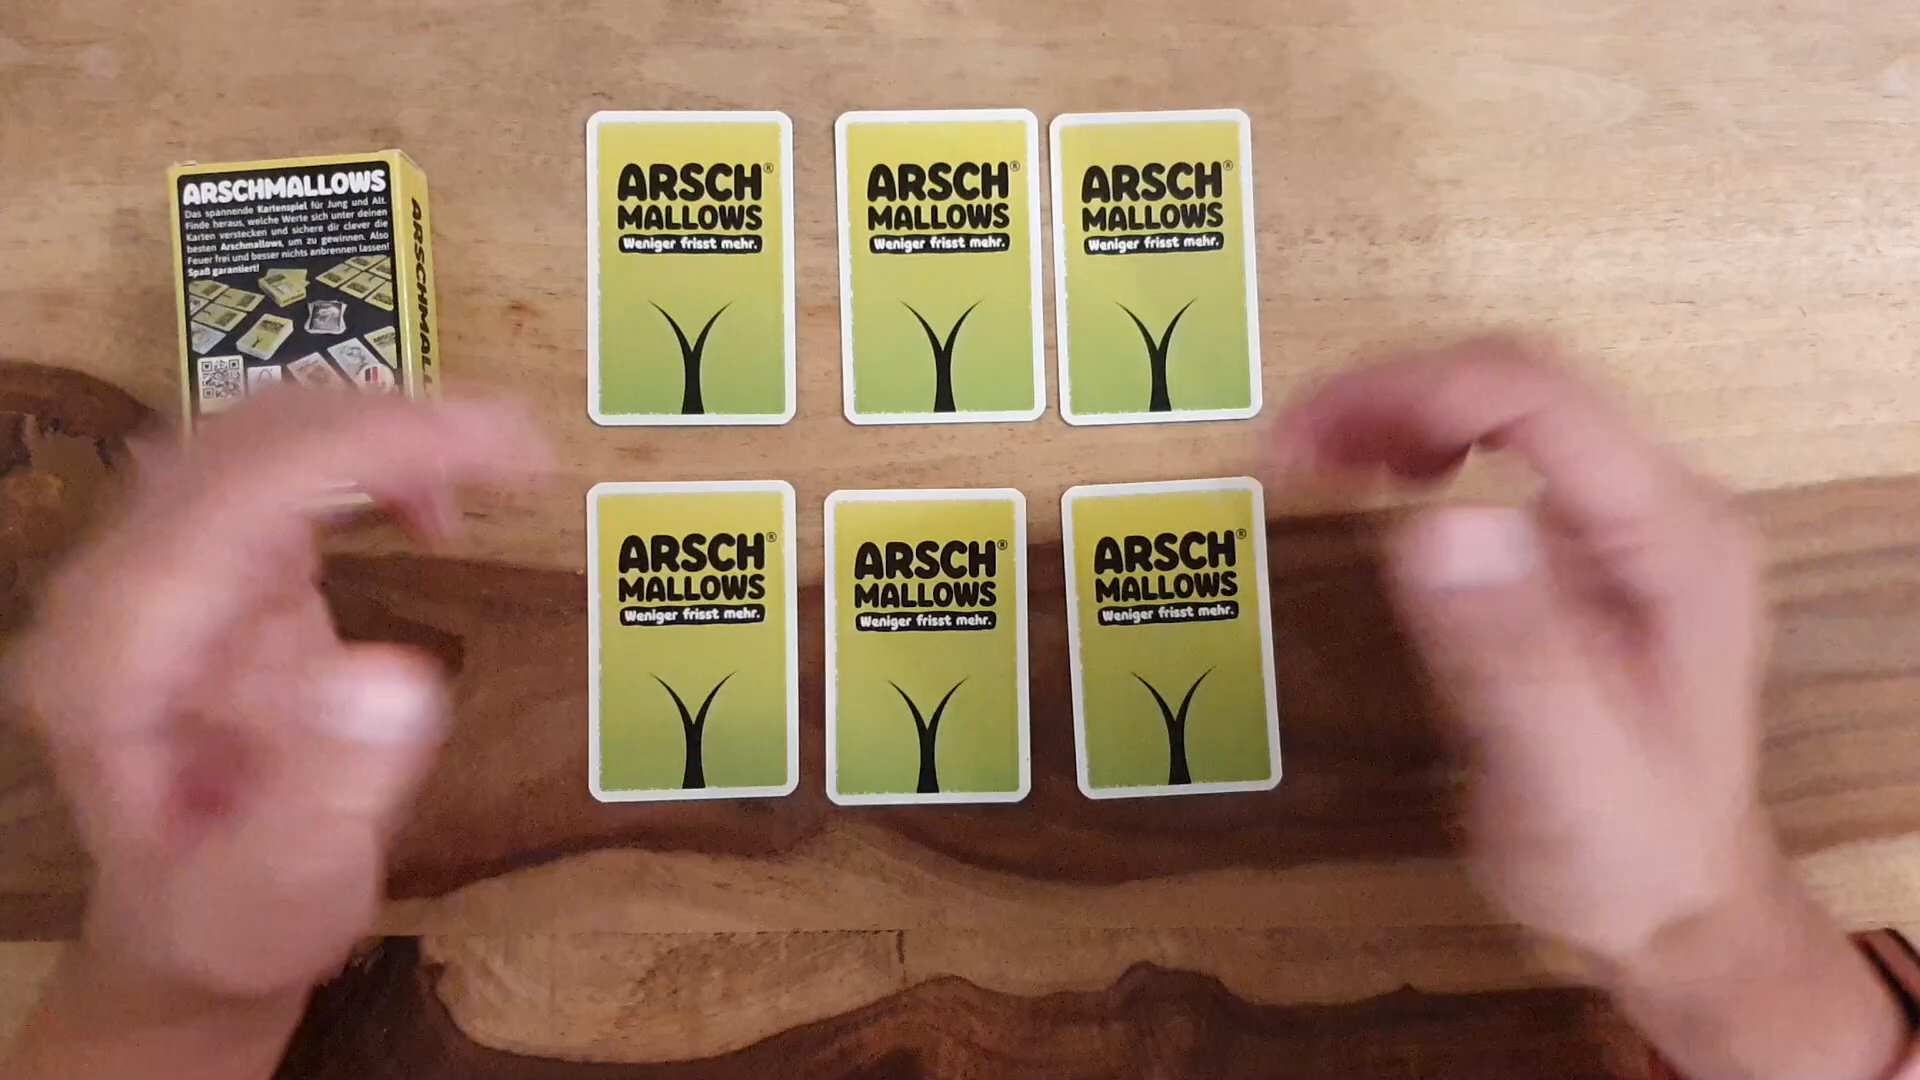 ARSCHMALLOWS
Das spannende Kartenspiel für Jung und Alt.
Finde heraus, welche Werte sich unter deinen
Karten verstecken und sichere dir clever die
besten Arschmallows, um zu gewinnen. Also
Feuer frei und besser nichts anbrennen lassen!
Spaß garantiert!
ARSCHMALL
ARSCH®
MALLOWS
Weniger frisst mehr.
ARSCH®
MALLOWS
Weniger frisst mehr.
ARSCH®
MALLOWS
Weniger frisst mehr.
ARSCH®
MALLOWS
Weniger frisst mehr.
ARSCH®
MALLOWS
Weniger frisst mehr.
ARSCH®
MALLOWS
Weniger frisst mehr.